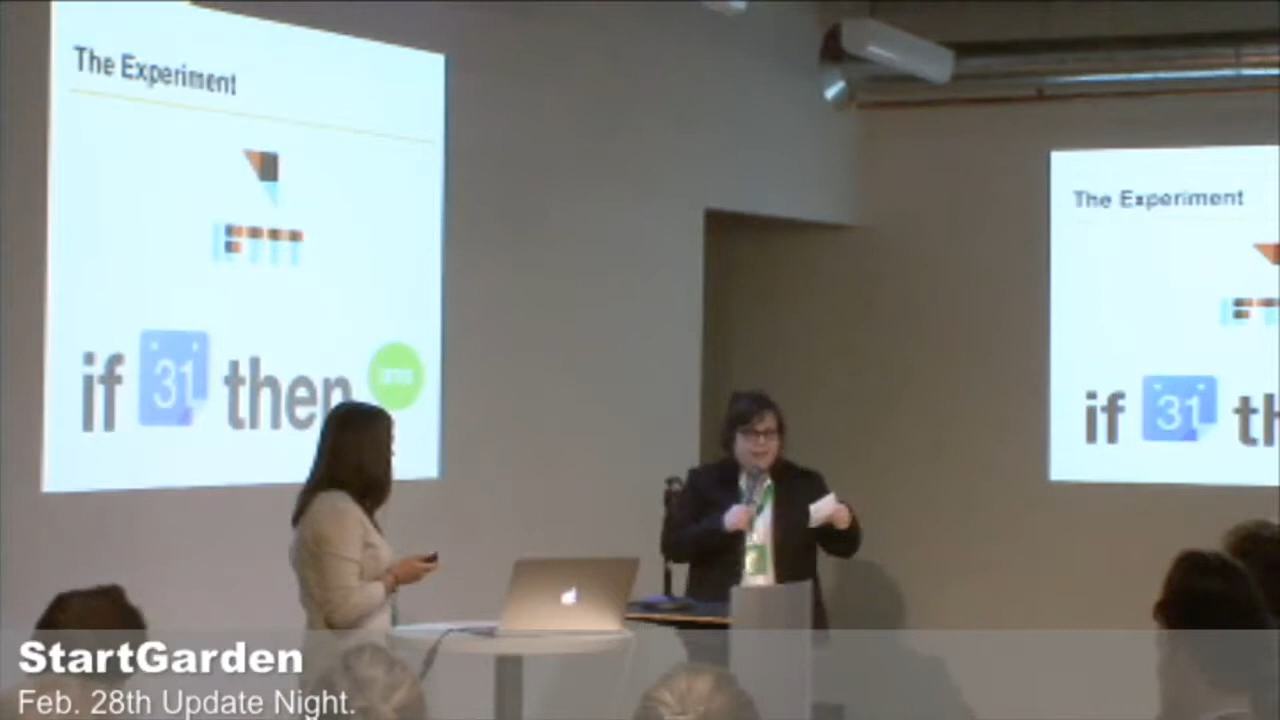 The Experiment
IFTTT
if 31 then
The Experiment
if 31 th
StartGarden
Feb. 28th Update Night.